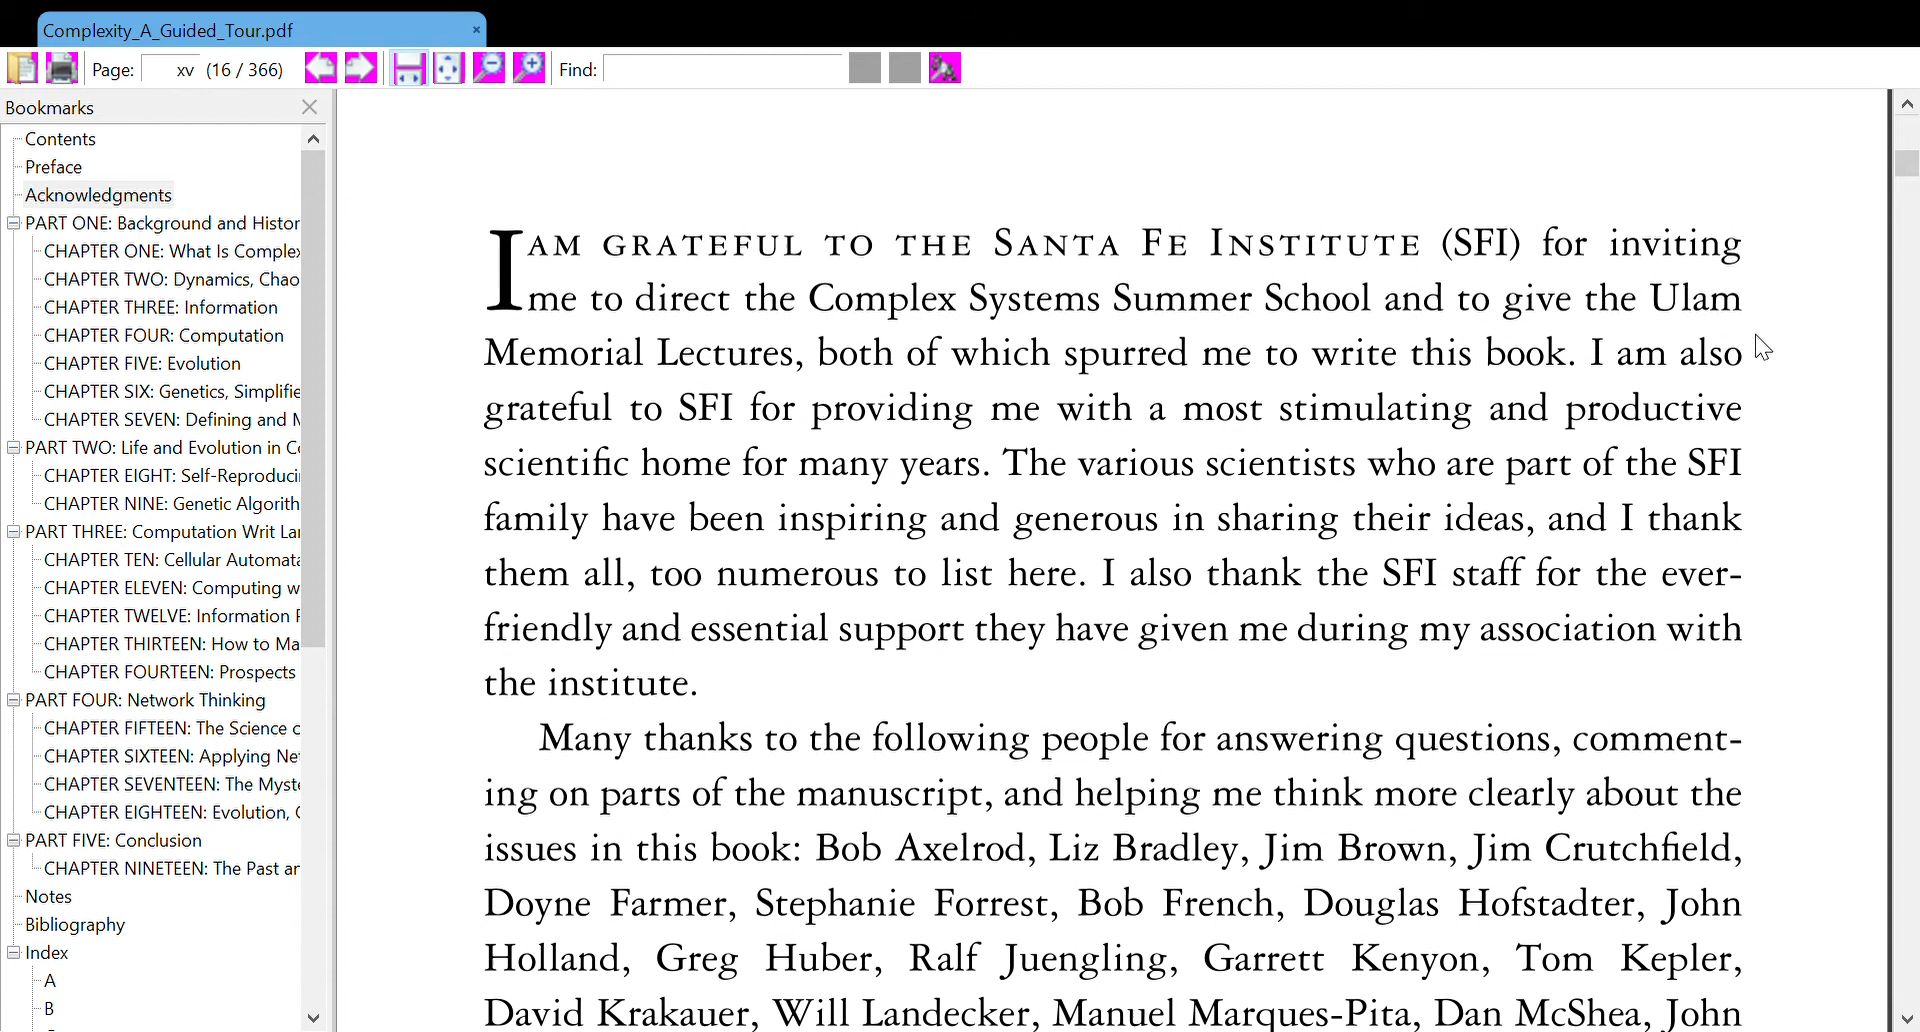 Complexity_A_Guided_Tour.pdf
Page: xv (16 / 366) Find:
Bookmarks
Contents
Preface
Acknowledgments
PART ONE: Background and Histor
CHAPTER ONE: What Is Complex
CHAPTER TWO: Dynamics, Chao
CHAPTER THREE: Information
CHAPTER FOUR: Computation
CHAPTER FIVE: Evolution
CHAPTER SIX: Genetics, Simplifie
CHAPTER SEVEN: Defining and M
PART TWO: Life and Evolution in Co
CHAPTER EIGHT: Self-Reproduci
CHAPTER NINE: Genetic Algorith
PART THREE: Computation Writ Lar
CHAPTER TEN: Cellular Automata
CHAPTER ELEVEN: Computing w
CHAPTER TWELVE: Information P
CHAPTER THIRTEEN: How to Ma
CHAPTER FOURTEEN: Prospects
PART FOUR: Network Thinking
CHAPTER FIFTEEN: The Science o
CHAPTER SIXTEEN: Applying Ne
CHAPTER SEVENTEEN: The Myste
CHAPTER EIGHTEEN: Evolution, C
PART FIVE: Conclusion
CHAPTER NINETEEN: The Past an
Notes
Bibliography
Index
A
B
I AM GRATEFUL TO THE SANTA FE INSTITUTE (SFI) for inviting
me to direct the Complex Systems Summer School and to give the Ulam
Memorial Lectures, both of which spurred me to write this book. I am also
grateful to SFI for providing me with a most stimulating and productive
scientific home for many years. The various scientists who are part of the SFI
family have been inspiring and generous in sharing their ideas, and I thank
them all, too numerous to list here. I also thank the SFI staff for the ever-
friendly and essential support they have given me during my association with
the institute.
Many thanks to the following people for answering questions, comment-
ing on parts of the manuscript, and helping me think more clearly about the
issues in this book: Bob Axelrod, Liz Bradley, Jim Brown, Jim Crutchfield,
Doyne Farmer, Stephanie Forrest, Bob French, Douglas Hofstadter, John
Holland, Greg Huber, Ralf Juengling, Garrett Kenyon, Tom Kepler,
David Krakauer, Will Landecker, Manuel Marques-Pita, Dan McShea, John